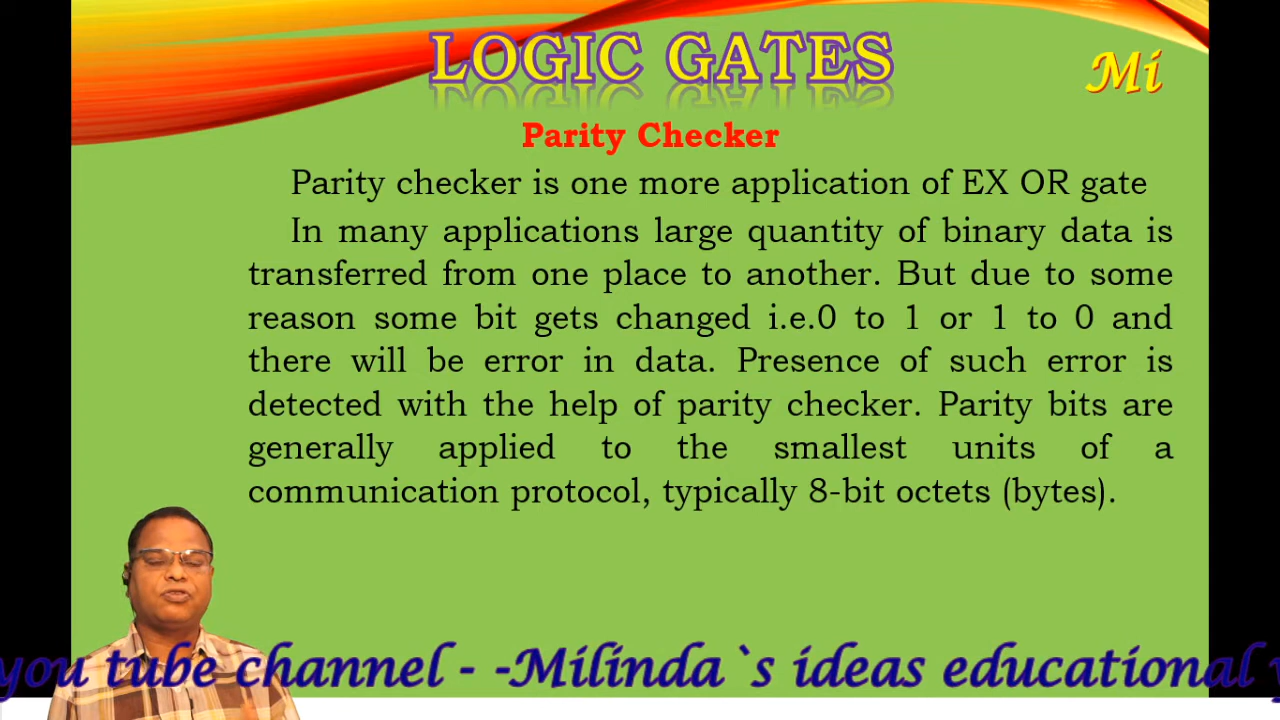 LOGIC GATES
Mi
Parity Checker
Parity checker is one more application of EX OR gate
In many applications large quantity of binary data is
transferred from one place to another. But due to some
reason some bit gets changed i.e.0 to 1 or 1 to 0 and
there will be error in data. Presence of such error is
detected with the help of parity checker. Parity bits are
generally applied to the smallest units of a
communication protocol, typically 8-bit octets (bytes).
you tube channel - -Milinda`s ideas educational